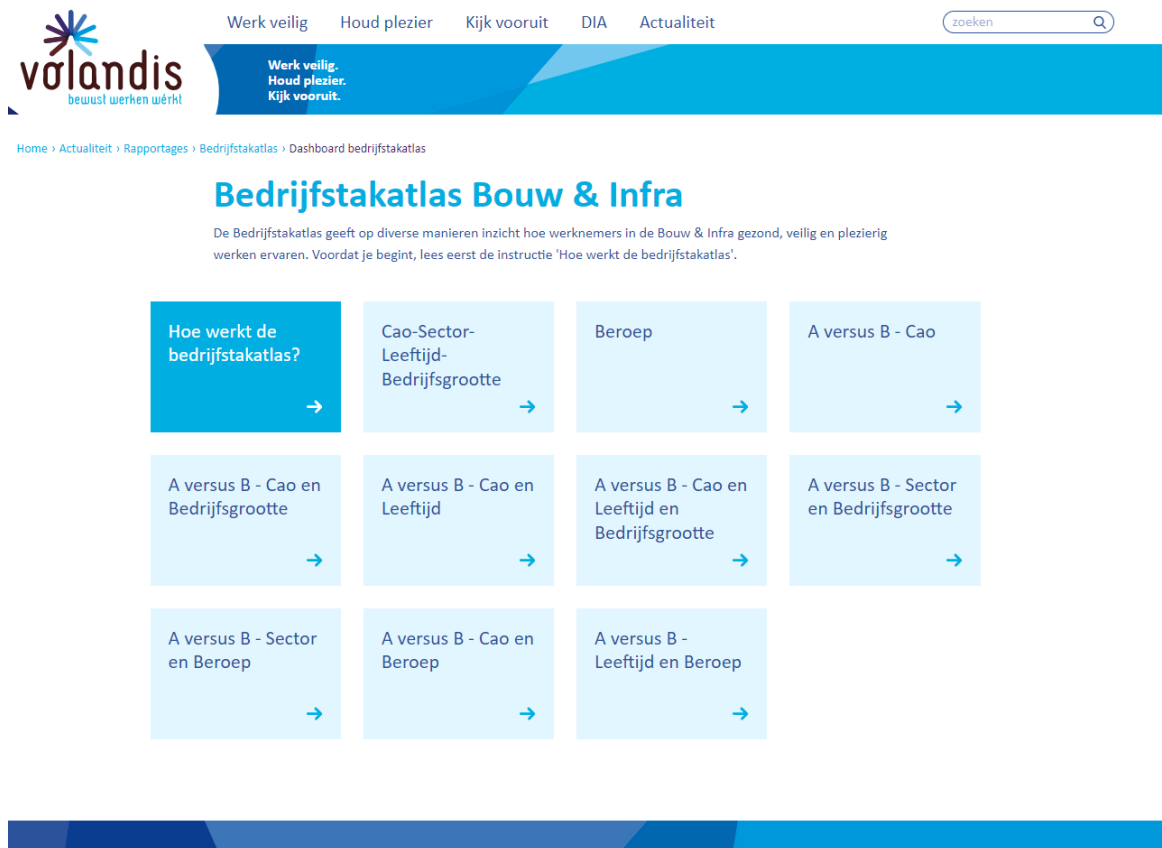 Werk veilig Houd plezier Kijk vooruit DIA Actualiteit zoeken
volandis
bewust werken wérkt
Werk veilig.
Houd plezier.
Kijk vooruit.
Home › Actualiteit › Rapportages › Bedrijfstakatlas › Dashboard bedrijfstakatlas
Bedrijfstakatlas Bouw & Infra
De Bedrijfstakatlas geeft op diverse manieren inzicht hoe werknemers in de Bouw & Infra gezond, veilig en plezierig
werken ervaren. Voordat je begint, lees eerst de instructie 'Hoe werkt de bedrijfstakatlas'.
Hoe werkt de
bedrijfstakatlas?
Cao-Sector-
Leeftijd-
Bedrijfsgrootte
Beroep
A versus B - Cao
A versus B - Cao en
Bedrijfsgrootte
A versus B - Cao en
Leeftijd
A versus B - Cao en
Leeftijd en
Bedrijfsgrootte
A versus B - Sector
en Bedrijfsgrootte
A versus B - Sector
en Beroep
A versus B - Cao en
Beroep
A versus B -
Leeftijd en Beroep